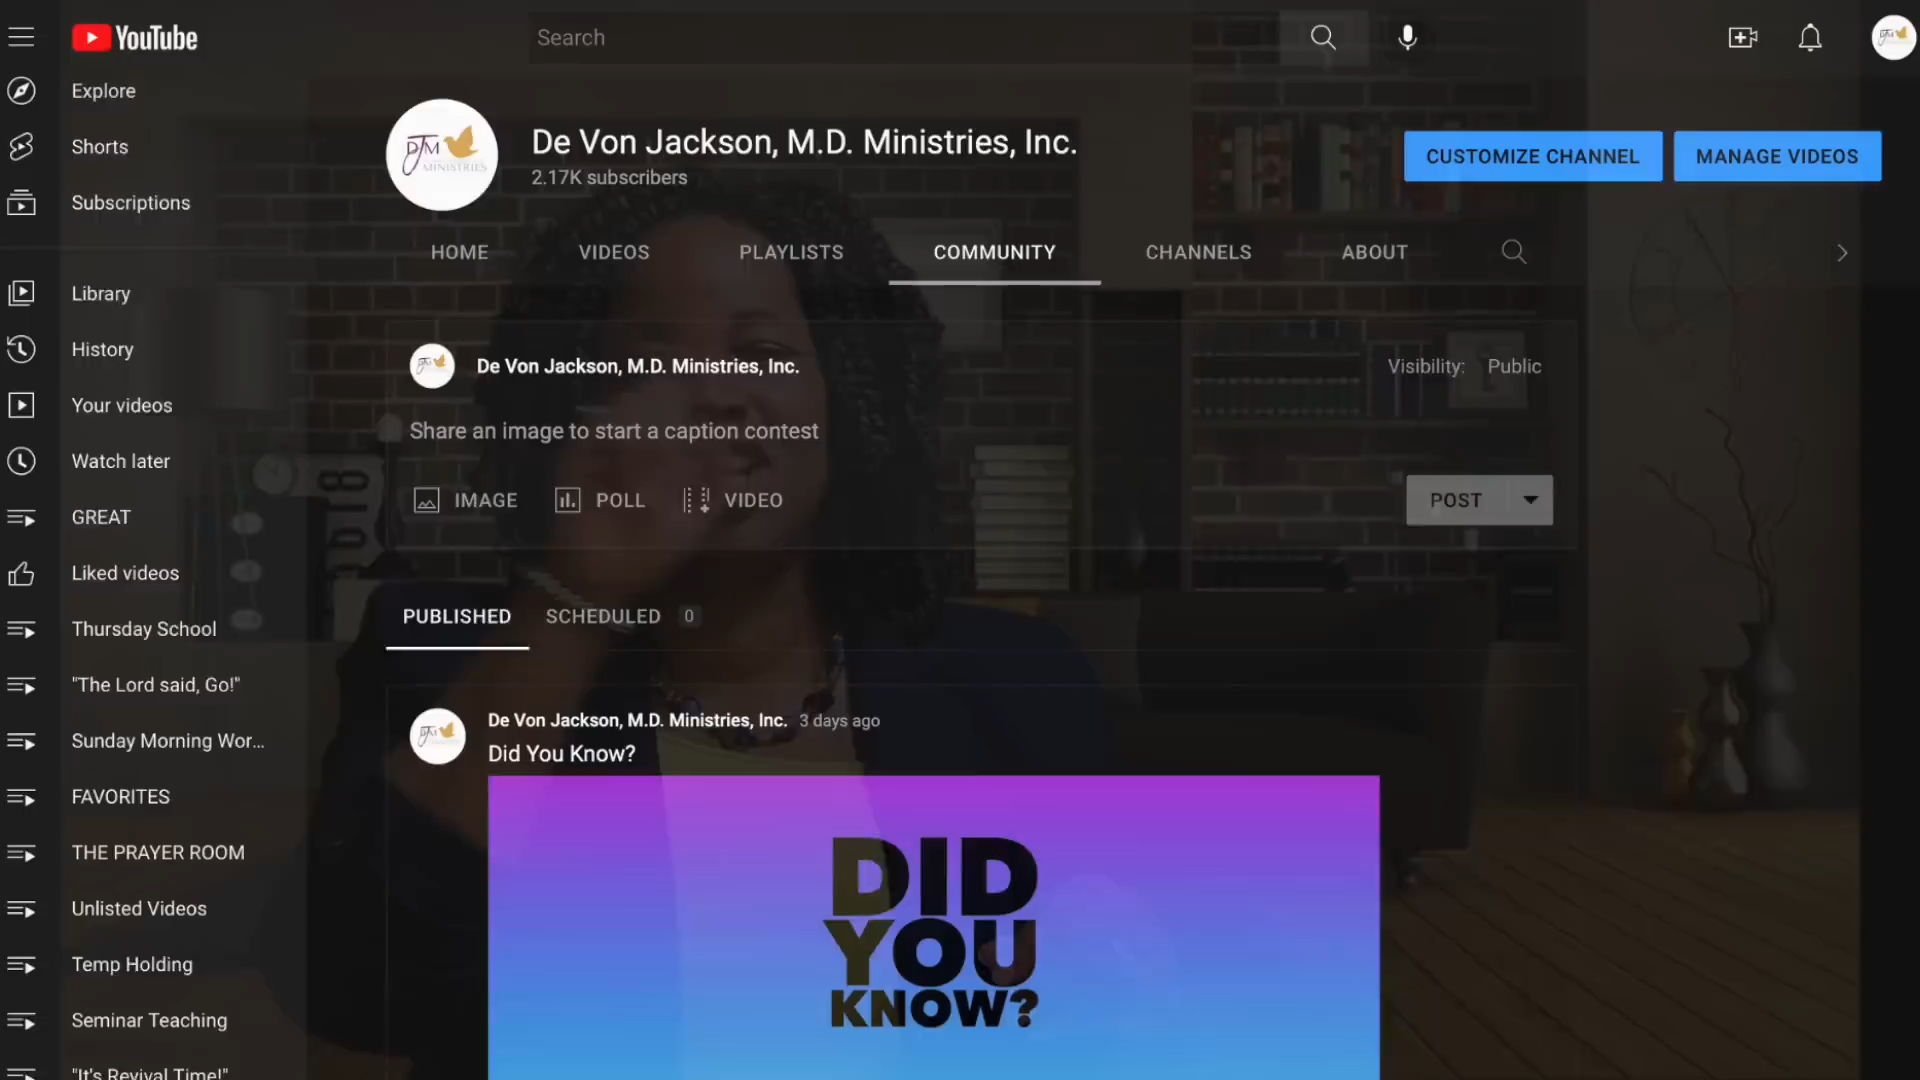 YouTube
Search
Explore
Shorts
Subscriptions
Library
History
Your videos
Watch later
GREAT
Liked videos
Thursday School
"The Lord said, Go!"
Sunday Morning Wor...
FAVORITES
THE PRAYER ROOM
Unlisted Videos
Temp Holding
Seminar Teaching
"It's Revival Time!"
DJM
MINISTRIES
De Von Jackson, M.D. Ministries, Inc.
2.17K subscribers
CUSTOMIZE CHANNEL
MANAGE VIDEOS
HOME
VIDEOS
PLAYLISTS
COMMUNITY
CHANNELS
ABOUT
De Von Jackson, M.D. Ministries, Inc.
Visibility: Public
Share an image to start a caption contest
IMAGE
POLL
VIDEO
POST
PUBLISHED
SCHEDULED 0
De Von Jackson, M.D. Ministries, Inc. 3 days ago
Did You Know?
DID
YOU
KNOW?